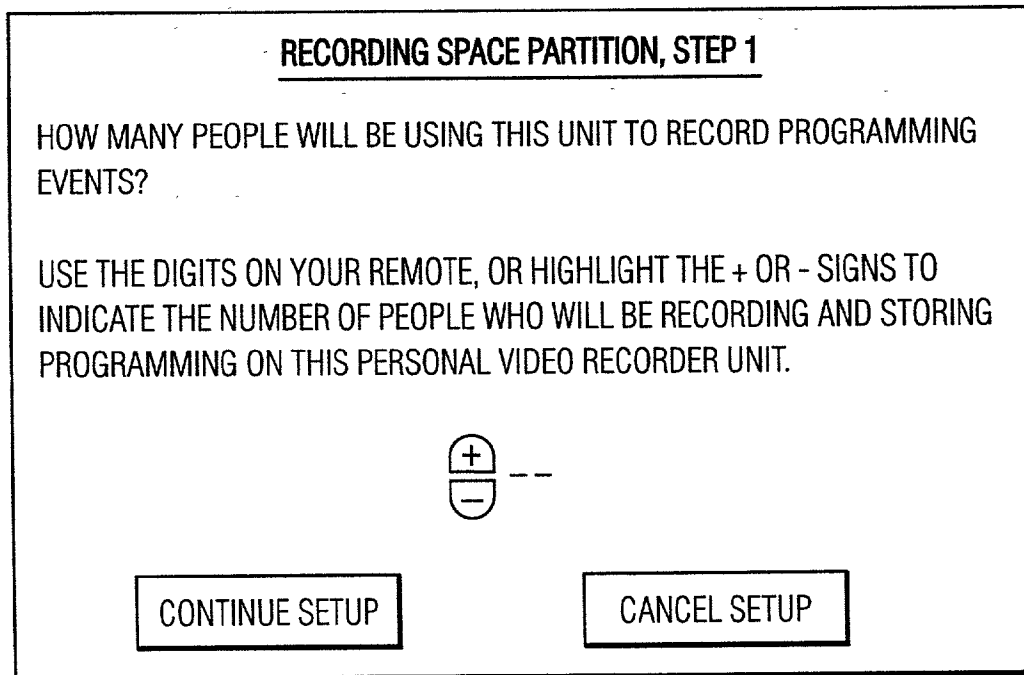 RECORDING SPACE PARTITION, STEP 1
HOW MANY PEOPLE WILL BE USING THIS UNIT TO RECORD PROGRAMMING
EVENTS?
USE THE DIGITS ON YOUR REMOTE, OR HIGHLIGHT THE + OR - SIGNS TO
INDICATE THE NUMBER OF PEOPLE WHO WILL BE RECORDING AND STORING
PROGRAMMING ON THIS PERSONAL VIDEO RECORDER UNIT.
+
- _ _
CONTINUE SETUP CANCEL SETUP